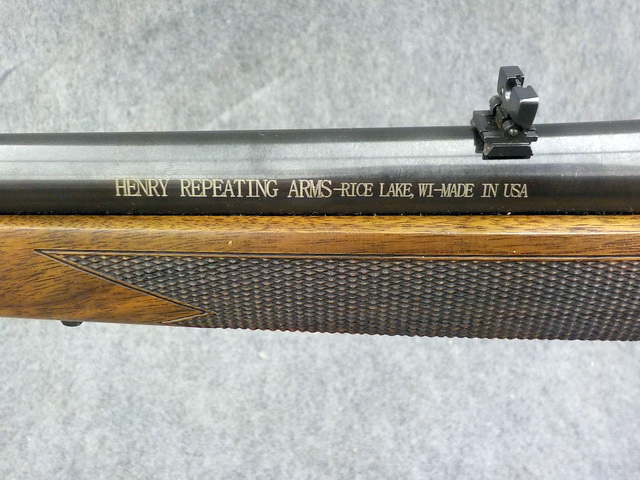 HENRY REPEATING ARMS-RICE LAKE, WI-MADE IN USA